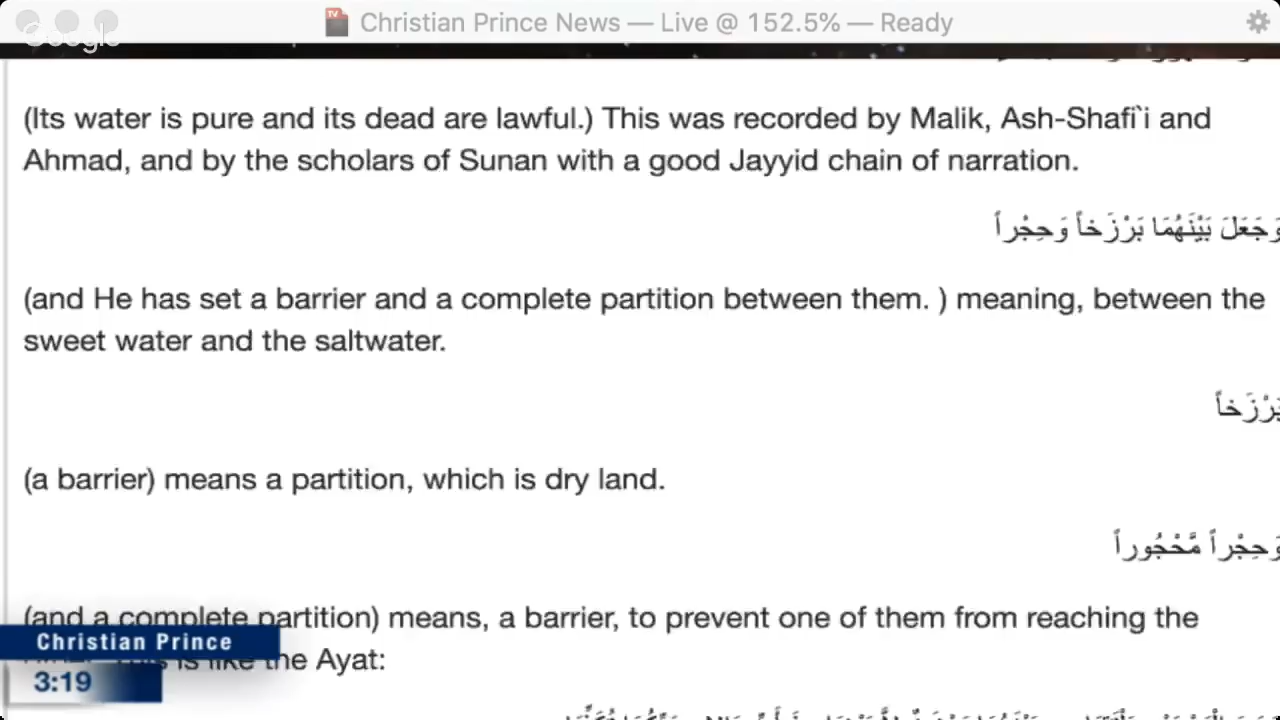 Christian Prince News — Live @ 152.5% — Ready
Google
(Its water is pure and its dead are lawful.) This was recorded by Malik, Ash-Shafi`i and
Ahmad, and by the scholars of Sunan with a good Jayyid chain of narration.
وَجَعَلَ بَيْنَهُمَا بَرْزَخاً وَحِجْراً
(and He has set a barrier and a complete partition between them. ) meaning, between the
sweet water and the saltwater.
بَرْزَخاً
(a barrier) means a partition, which is dry land.
وَحِجْراً مَّحْجُوراً
(and a complete partition) means, a barrier, to prevent one of them from reaching the
is like the Ayat:
Christian Prince
3:19